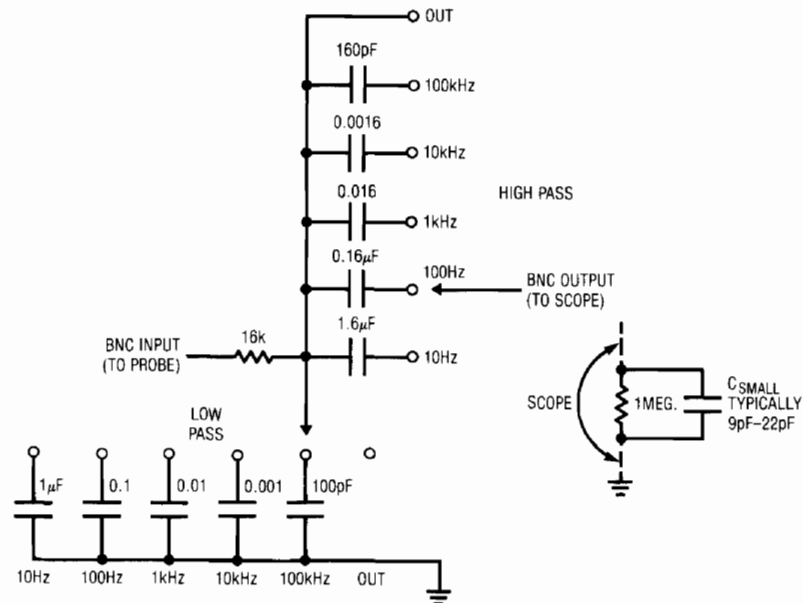 OUT
160pF
100kHz
0.0016
10kHz
HIGH PASS
0.016
1kHz
0.16μF
100Hz
BNC OUTPUT
(TO SCOPE)
1.6μF
10Hz
BNC INPUT
(TO PROBE)
16k
LOW
PASS
SCOPE
1MEG.
CSMALL
TYPICALLY
9pF–22pF
1μF
0.1
0.01
0.001
100pF
10Hz
100Hz
1kHz
10kHz
100kHz
OUT